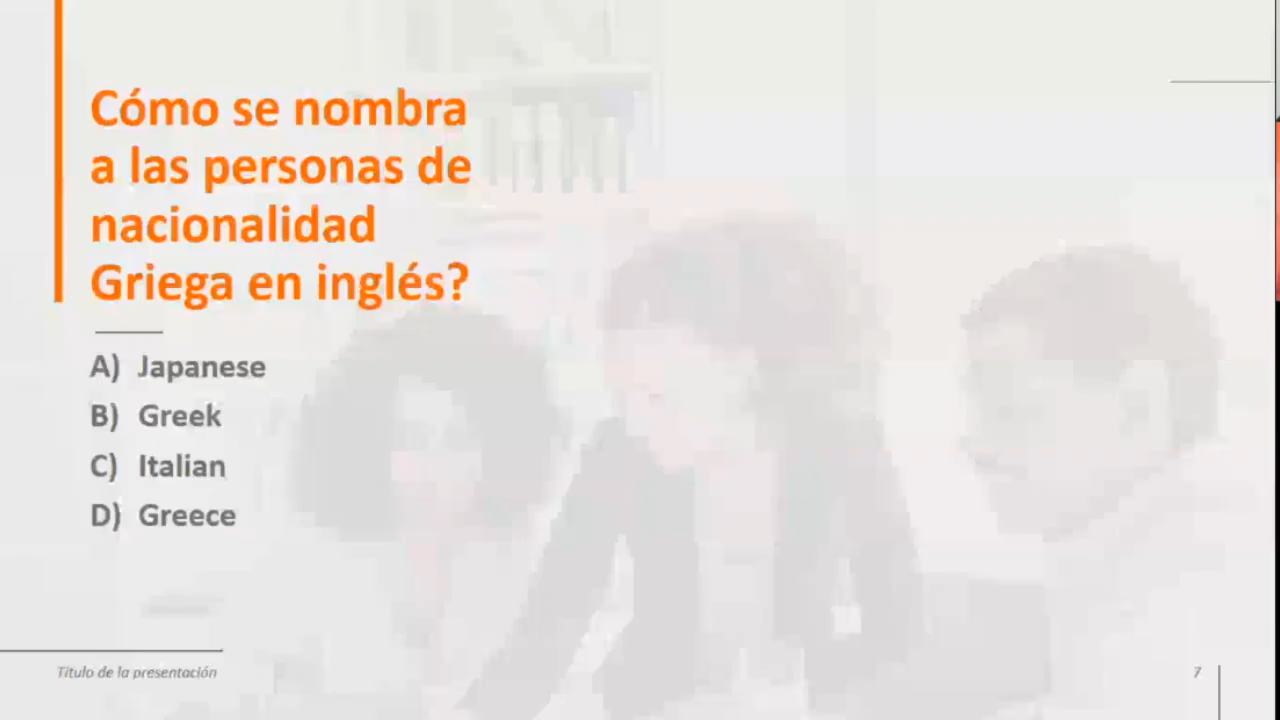 Cómo se nombra
a las personas de
nacionalidad
Griega en inglés?
A) Japanese
B) Greek
C) Italian
D) Greece
Título de la presentación
7